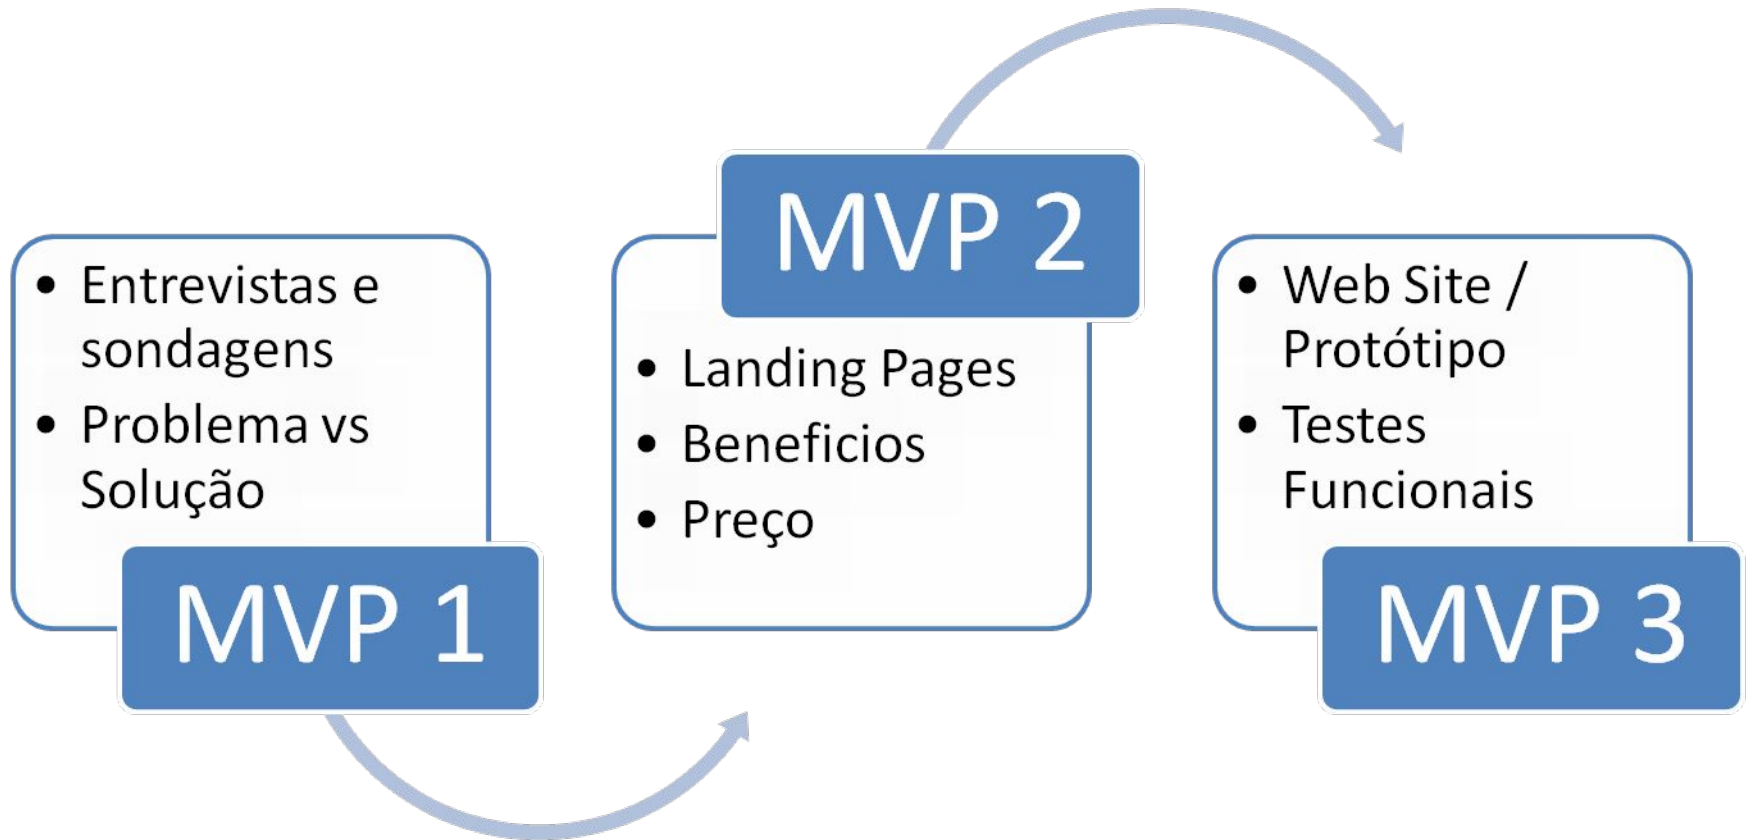 • Entrevistas e
sondagens
• Problema vs
Solução
MVP 1
MVP 2
• Landing Pages
• Beneficios
• Preço
• Web Site /
Protótipo
• Testes
Funcionais
MVP 3